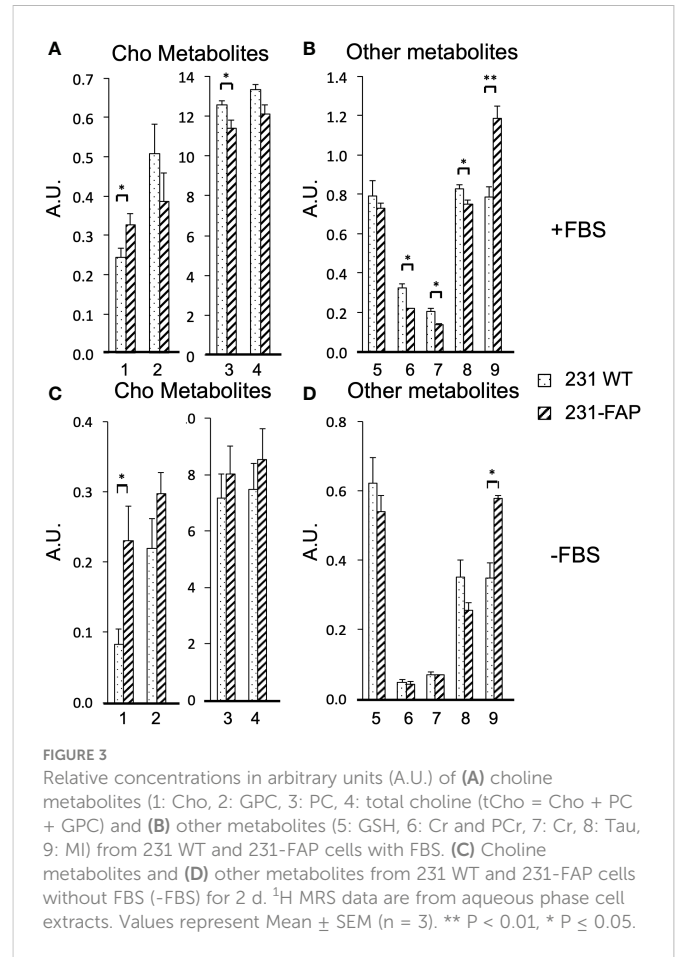 A
Cho Metabolites
B
Other metabolites
0.7
0.6
0.5
0.4
0.3
0.2
0.1
0.0
A.U.
14
12
10
8
6
4
2
0
*
*
1 2
3 4
1.4
1.2
1.0
0.8
0.6
0.4
0.2
0.0
A.U.
*
*
*
**
5 6 7 8 9
+FBS
231 WT
231-FAP
C
Cho Metabolites
D
Other metabolites
0.4
0.3
0.2
0.1
0.0
A.U.
*
.0
8
6
4
2
0
1 2
3 4
0.8
0.6
0.4
0.2
0.0
A.U.
*
5 6 7 8 9
-FBS
FIGURE 3
Relative concentrations in arbitrary units (A.U.) of (A) choline
metabolites (1: Cho, 2: GPC, 3: PC, 4: total choline (tCho = Cho + PC
+ GPC) and (B) other metabolites (5: GSH, 6: Cr and PCr, 7: Cr, 8: Tau,
9: MI) from 231 WT and 231-FAP cells with FBS. (C) Choline
metabolites and (D) other metabolites from 231 WT and 231-FAP cells
without FBS (-FBS) for 2 d. ¹H MRS data are from aqueous phase cell
extracts. Values represent Mean ± SEM (n = 3). ** P < 0.01, * P ≤ 0.05.